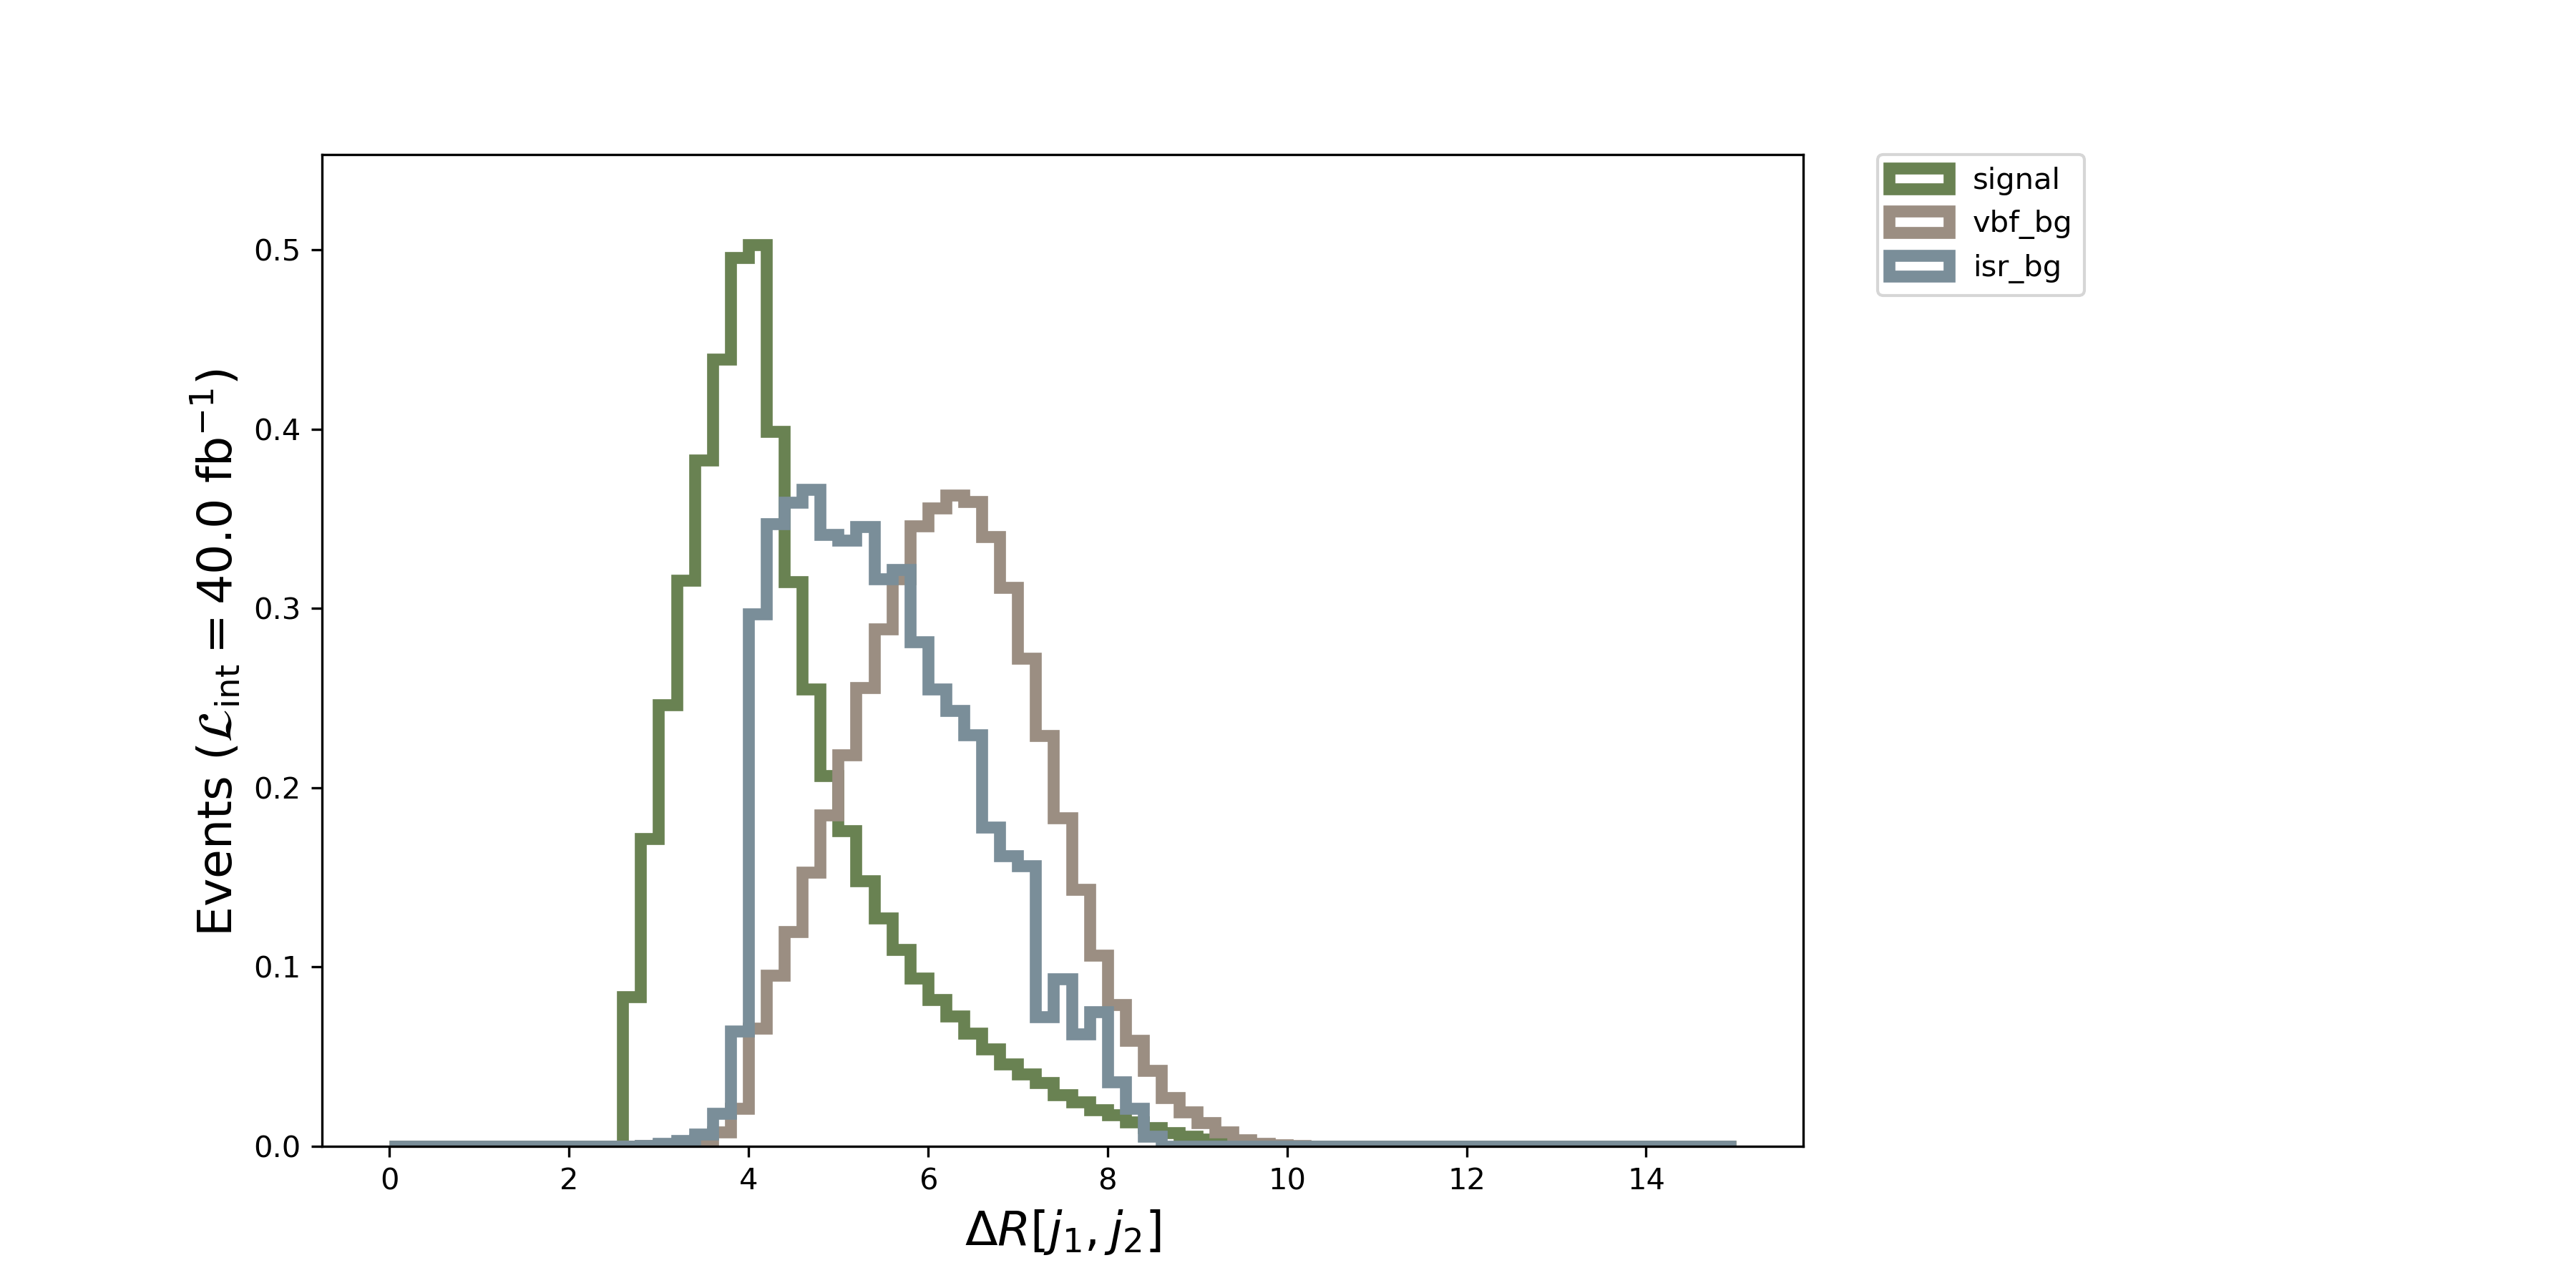 signal
vbf_bg
isr_bg
0.5
0.4
0.3
0.2
0.1
0.0
Events (ℒint = 40.0 fb⁻¹)
0 2 4 6 8 10 12 14
ΔR[j₁, j₂]